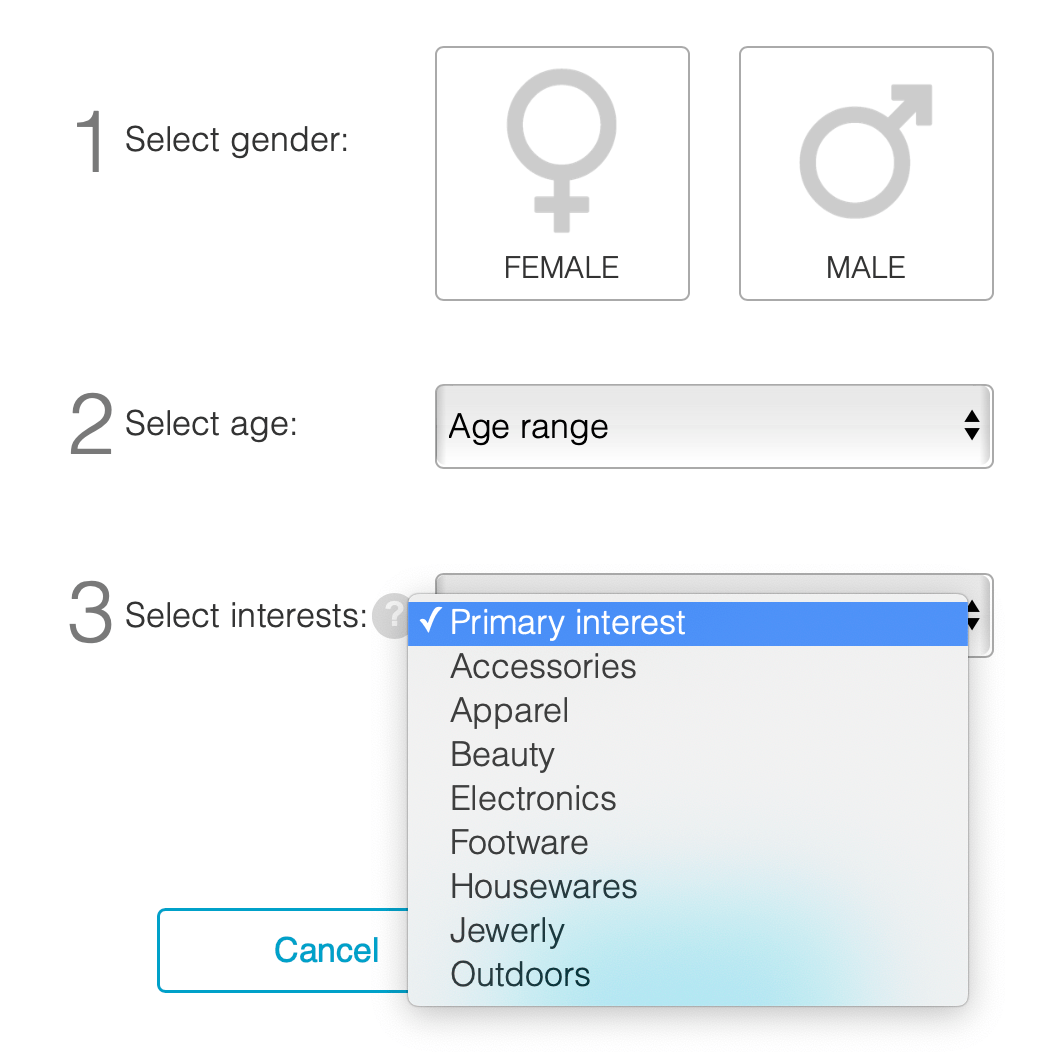 1 Select gender:
FEMALE
MALE
2 Select age:
Age range
3 Select interests: ?
✓ Primary interest
Accessories
Apparel
Beauty
Electronics
Footware
Housewares
Jewerly
Outdoors
Cancel